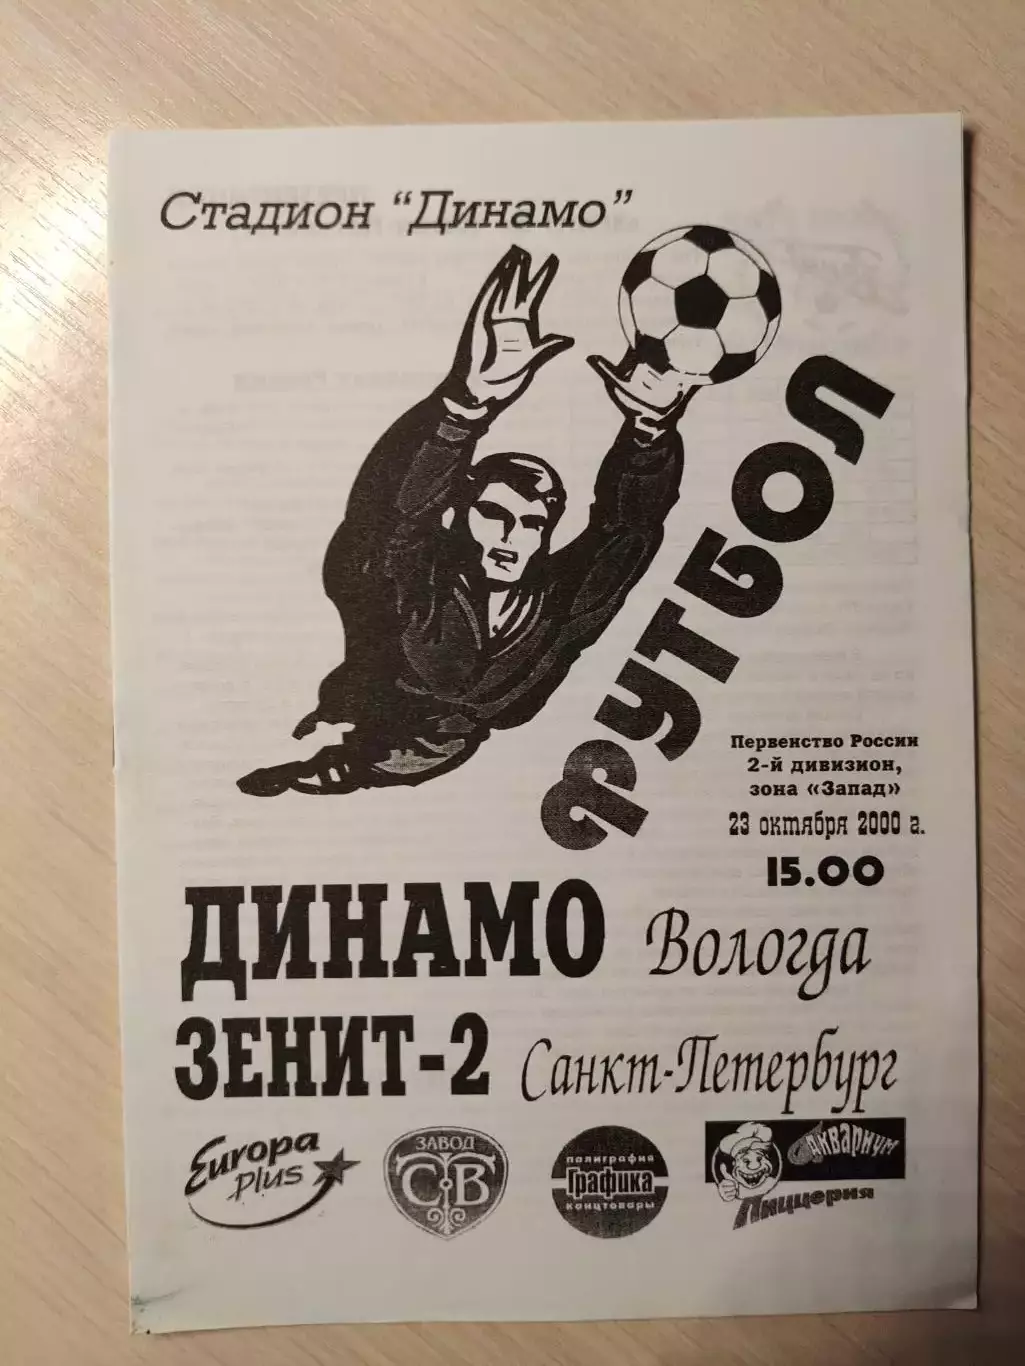 Стадион “Динамо”
ФУТБОЛ
Первенство России
2-й дивизион,
зона «Запад»
23 октября 2000 г.
15.00
ДИНАМО Вологда
ЗЕНИТ-2 Санкт-Петербург
Europa
plus
ЗАВОД
СВ
полиграфия
Графика
концтовары
Аквариум
Пиццерия